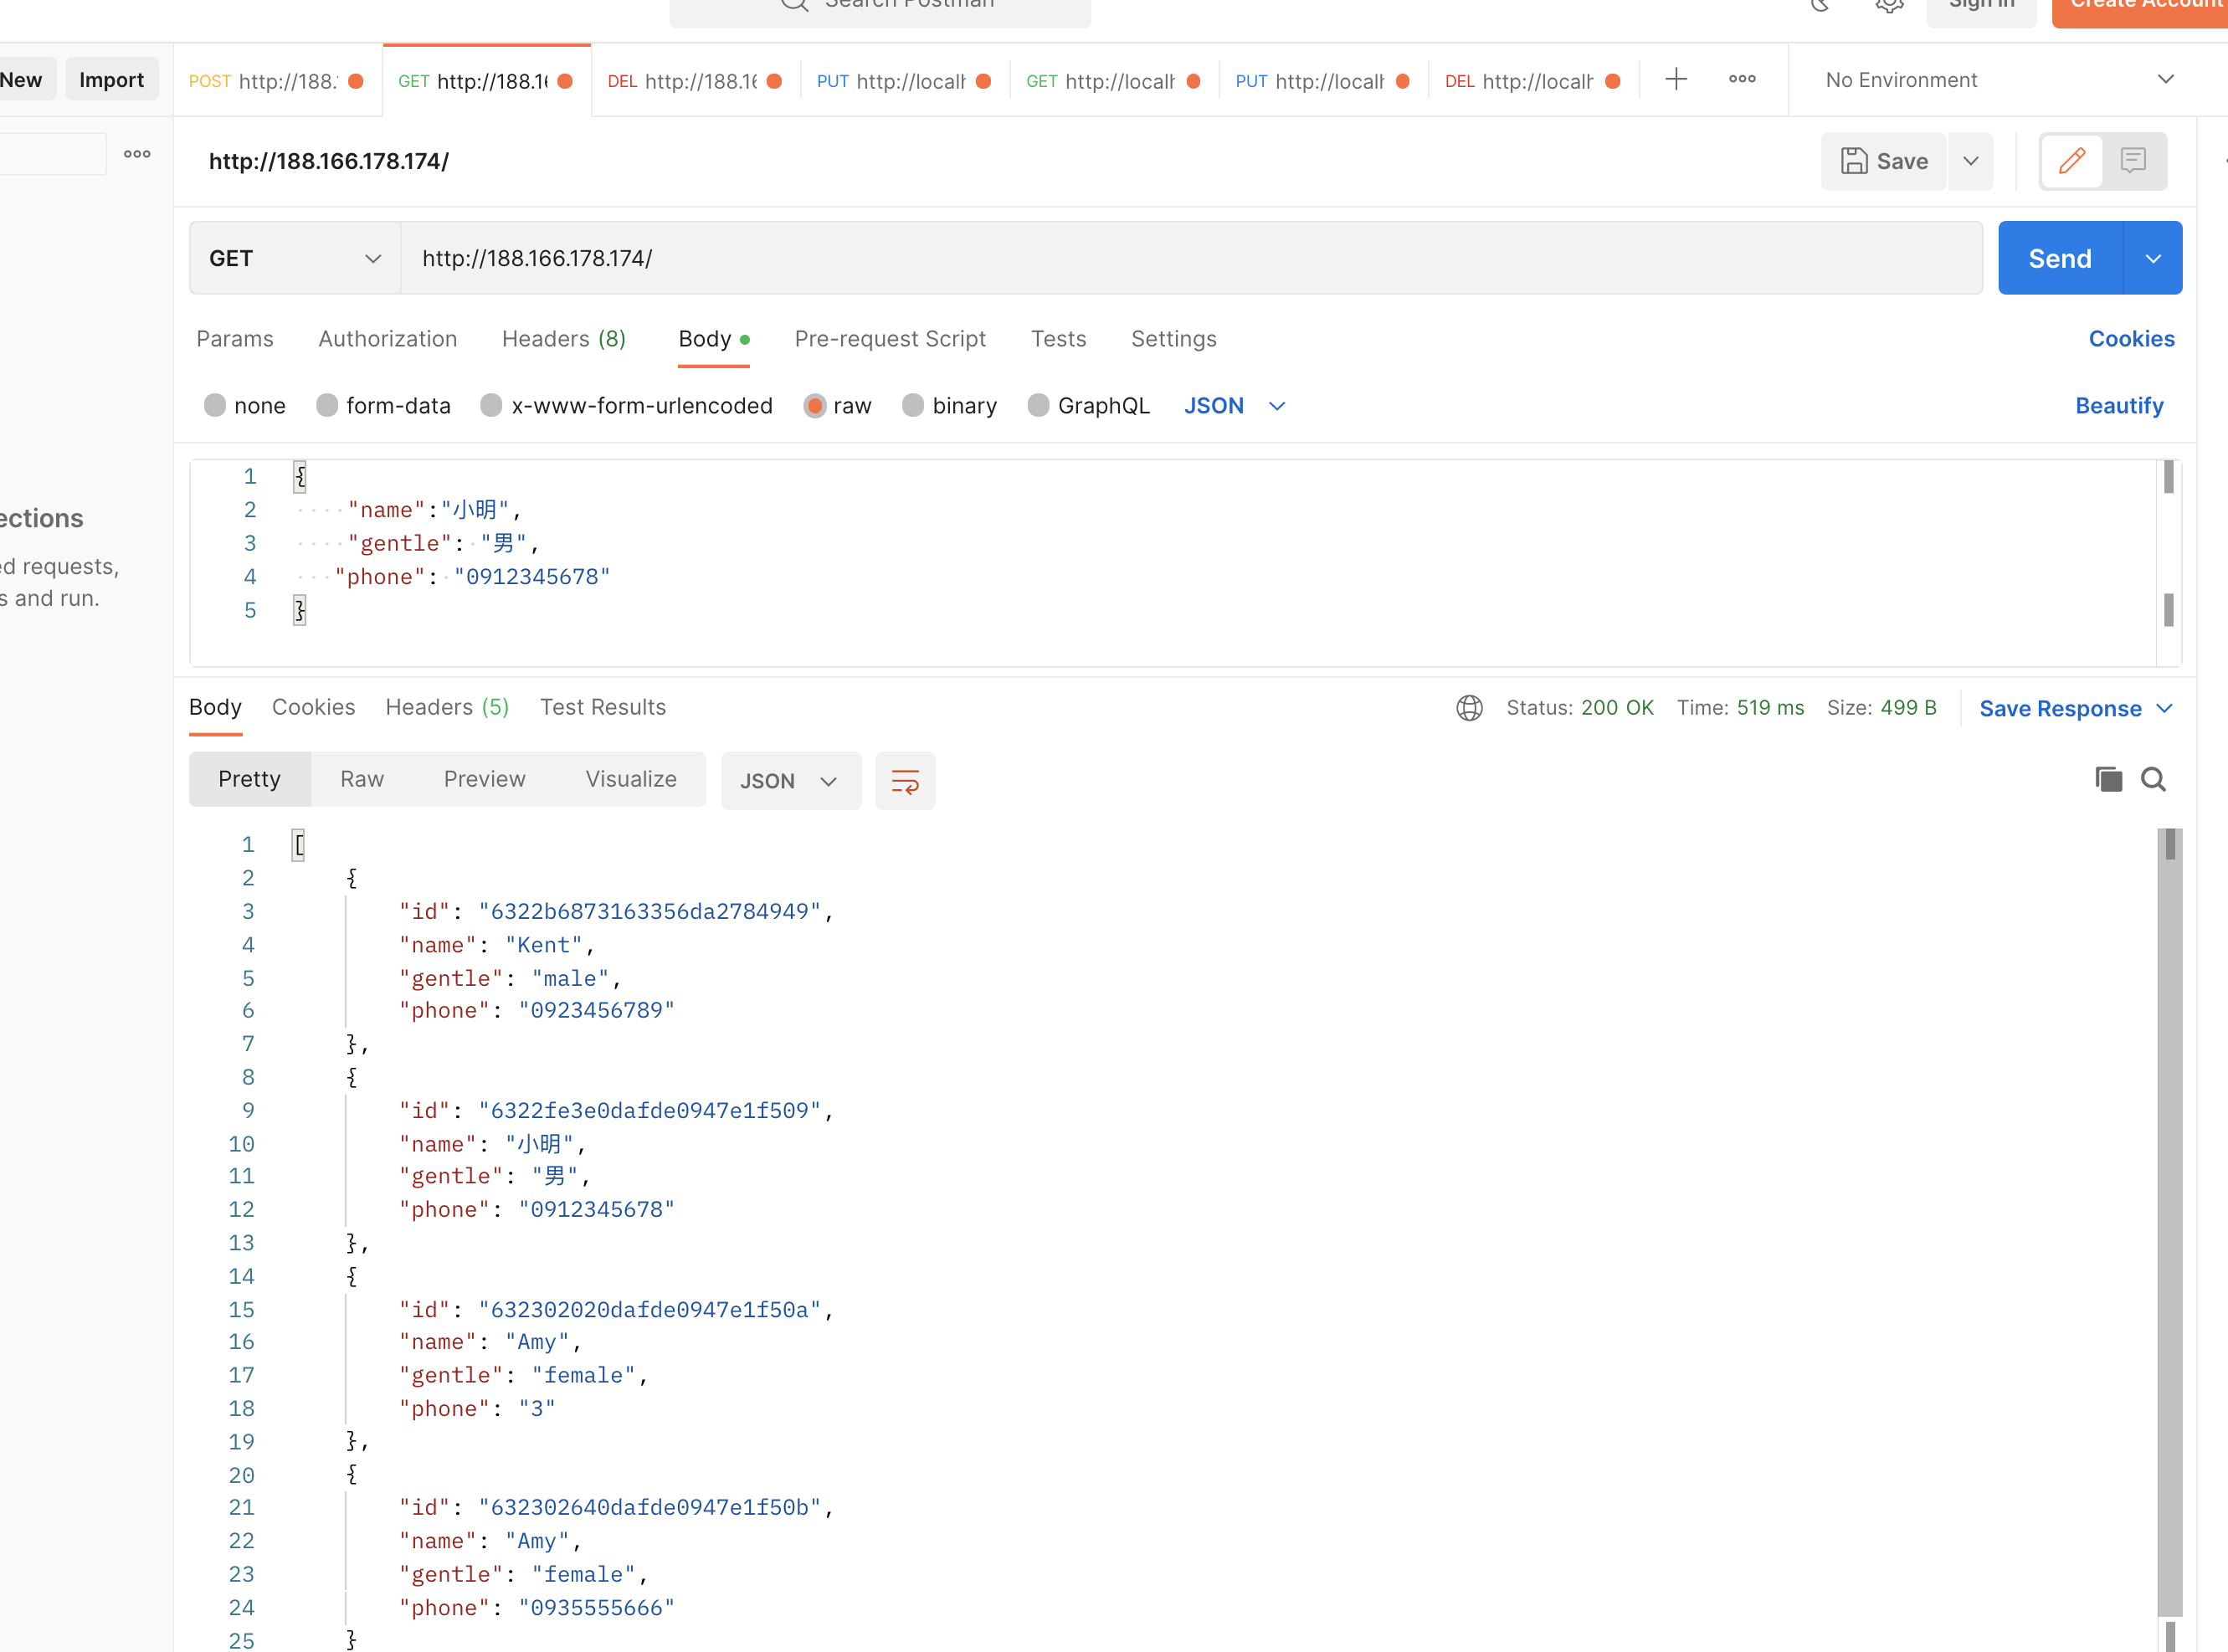 Search Postman
Sign In
Create Account
New
Import
POST http://188.
GET http://188.16
DEL http://188.16
PUT http://localh
GET http://localh
PUT http://localh
DEL http://localh
No Environment
http://188.166.178.174/
Save
GET
http://188.166.178.174/
Send
Params
Authorization
Headers (8)
Body
Pre-request Script
Tests
Settings
Cookies
none
form-data
x-www-form-urlencoded
raw
binary
GraphQL
JSON
Beautify
ections
ed requests,
s and run.
1 {
2 "name":"小明",
3 "gentle": "男",
4 "phone": "0912345678"
5 }
Body
Cookies
Headers (5)
Test Results
Status: 200 OK
Time: 519 ms
Size: 499 B
Save Response
Pretty
Raw
Preview
Visualize
JSON
1 [
2 {
3 "id": "6322b6873163356da2784949",
4 "name": "Kent",
5 "gentle": "male",
6 "phone": "0923456789"
7 },
8 {
9 "id": "6322fe3e0dafde0947e1f509",
10 "name": "小明",
11 "gentle": "男",
12 "phone": "0912345678"
13 },
14 {
15 "id": "632302020dafde0947e1f50a",
16 "name": "Amy",
17 "gentle": "female",
18 "phone": "3"
19 },
20 {
21 "id": "632302640dafde0947e1f50b",
22 "name": "Amy",
23 "gentle": "female",
24 "phone": "0935555666"
25 }